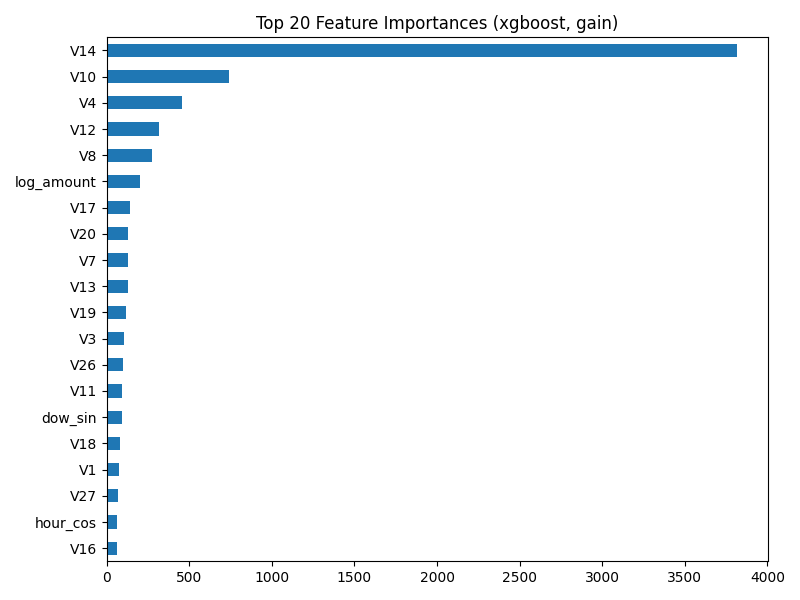 Top 20 Feature Importances (xgboost, gain)
V14
V10
V4
V12
V8
log_amount
V17
V20
V7
V13
V19
V3
V26
V11
dow_sin
V18
V1
V27
hour_cos
V16
0 500 1000 1500 2000 2500 3000 3500 4000